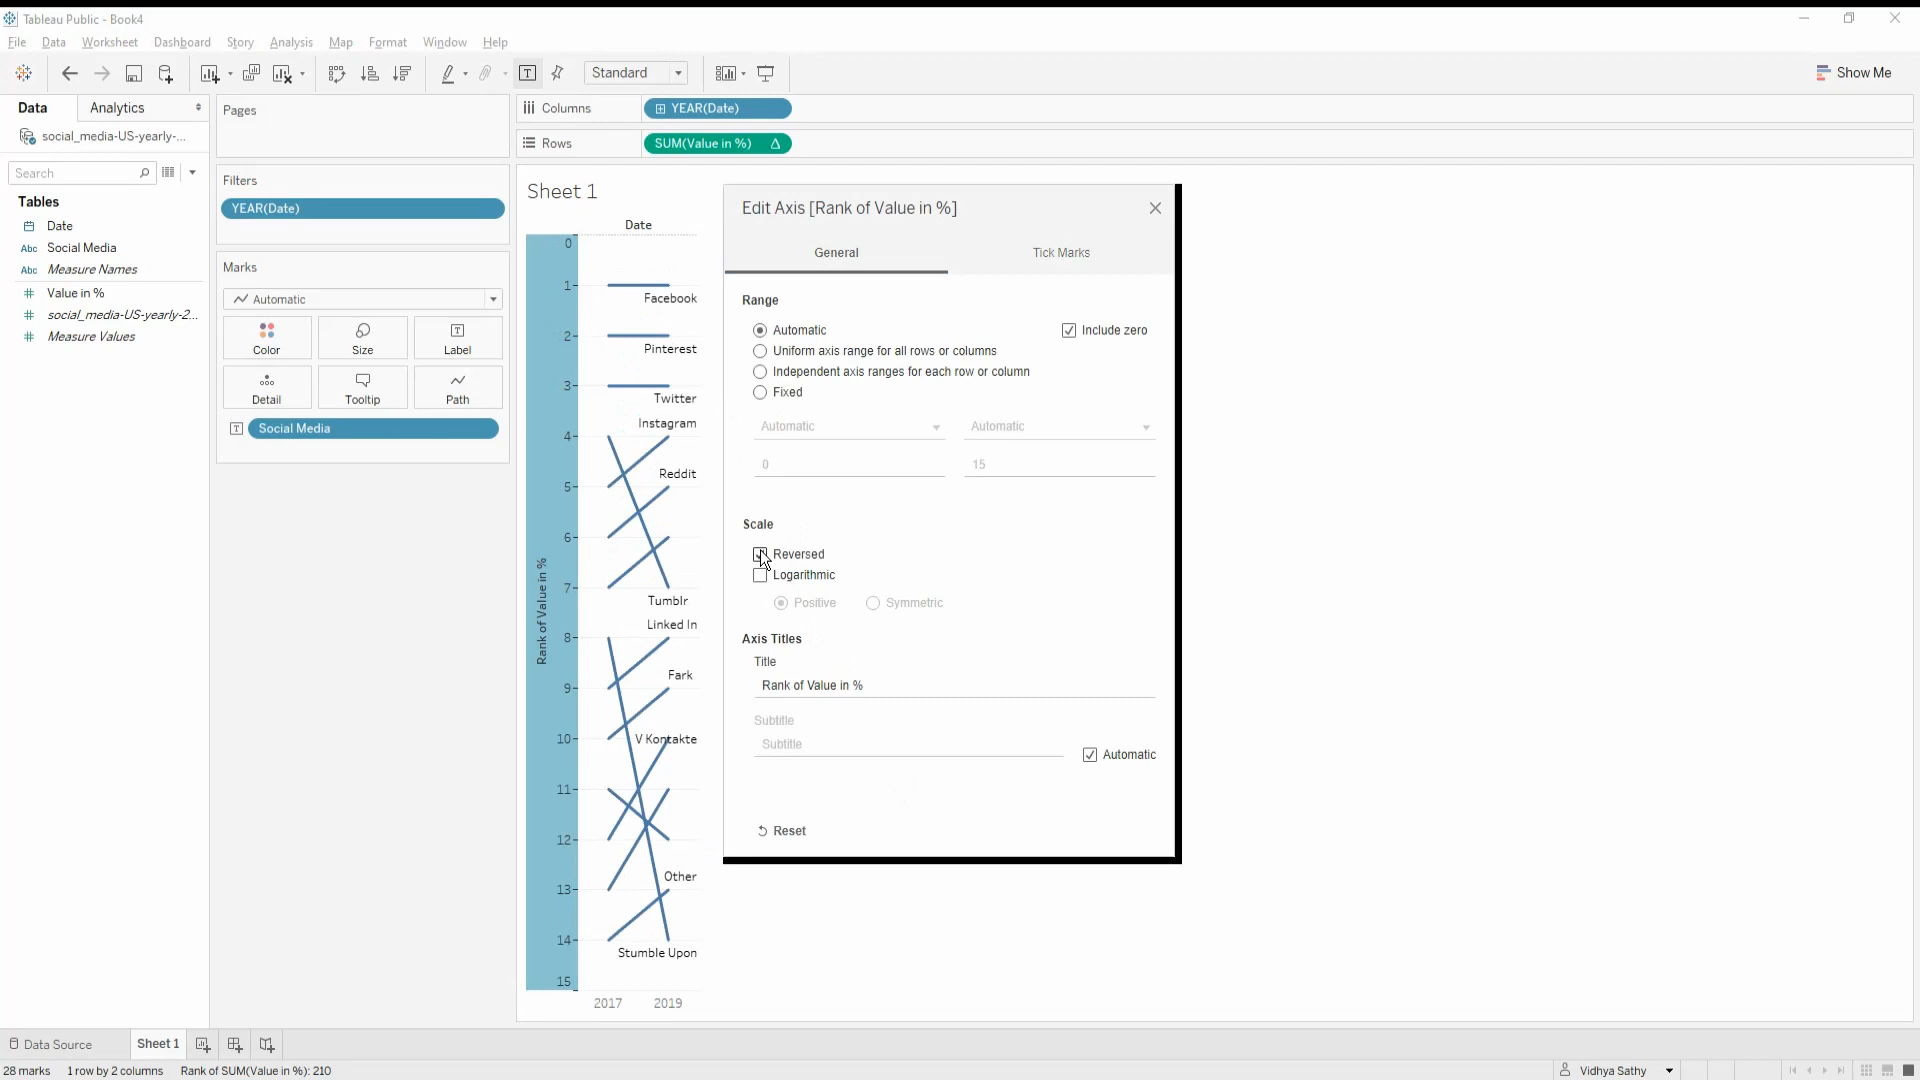 Tableau Public - Book4
File Data Worksheet Dashboard Story Analysis Map Format Window Help
Standard
Show Me
Data Analytics
social_media-US-yearly-...
Search
Tables
Date
Abc Social Media
Abc Measure Names
# Value in %
# social_media-US-yearly-2...
# Measure Values
Pages
Filters
YEAR(Date)
Marks
Automatic
Color Size Label
Detail Tooltip Path
Social Media
Columns YEAR(Date)
Rows SUM(Value in %) Δ
Sheet 1
Date
Rank of Value in %
0
1
Facebook
2
Pinterest
3
Twitter
Instagram
4
Reddit
5
6
7
Tumblr
Linked In
8
Fark
9
10 V Kontakte
11
12
Other
13
14
Stumble Upon
15
2017 2019
Edit Axis [Rank of Value in %]
General Tick Marks
Range
Automatic Include zero
Uniform axis range for all rows or columns
Independent axis ranges for each row or column
Fixed
Automatic Automatic
0 15
Scale
Reversed
Logarithmic
Positive Symmetric
Axis Titles
Title
Rank of Value in %
Subtitle
Subtitle
Automatic
Reset
Data Source Sheet 1
28 marks 1 row by 2 columns Rank of SUM(Value in %): 210
Vidhya Sathy